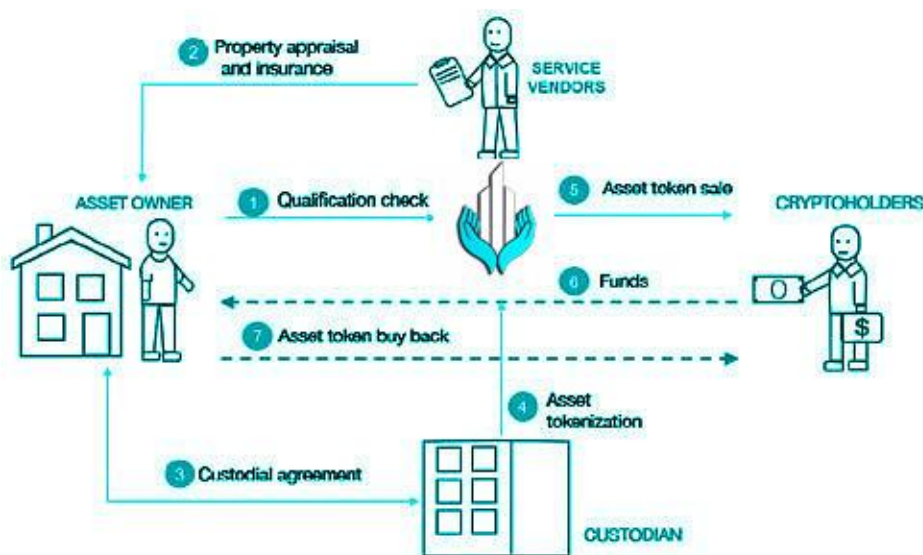 2 Property appraisal
and insurance
SERVICE
VENDORS
ASSET OWNER
1 Qualification check
5 Asset token sale
CRYPTOHOLDERS
6 Funds
7 Asset token buy back
$
4 Asset
tokenization
3 Custodial agreement
CUSTODIAN